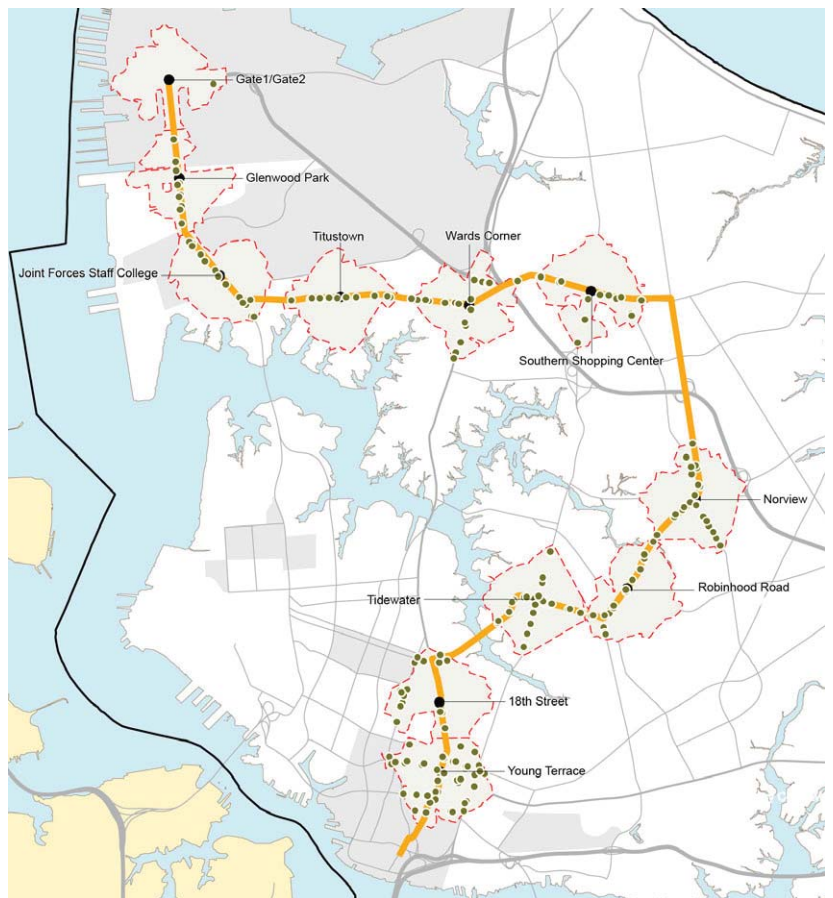 Gate1/Gate2
Glenwood Park
Titustown
Wards Corner
Joint Forces Staff College
Southern Shopping Center
Norview
Robinhood Road
Tidewater
18th Street
Young Terrace